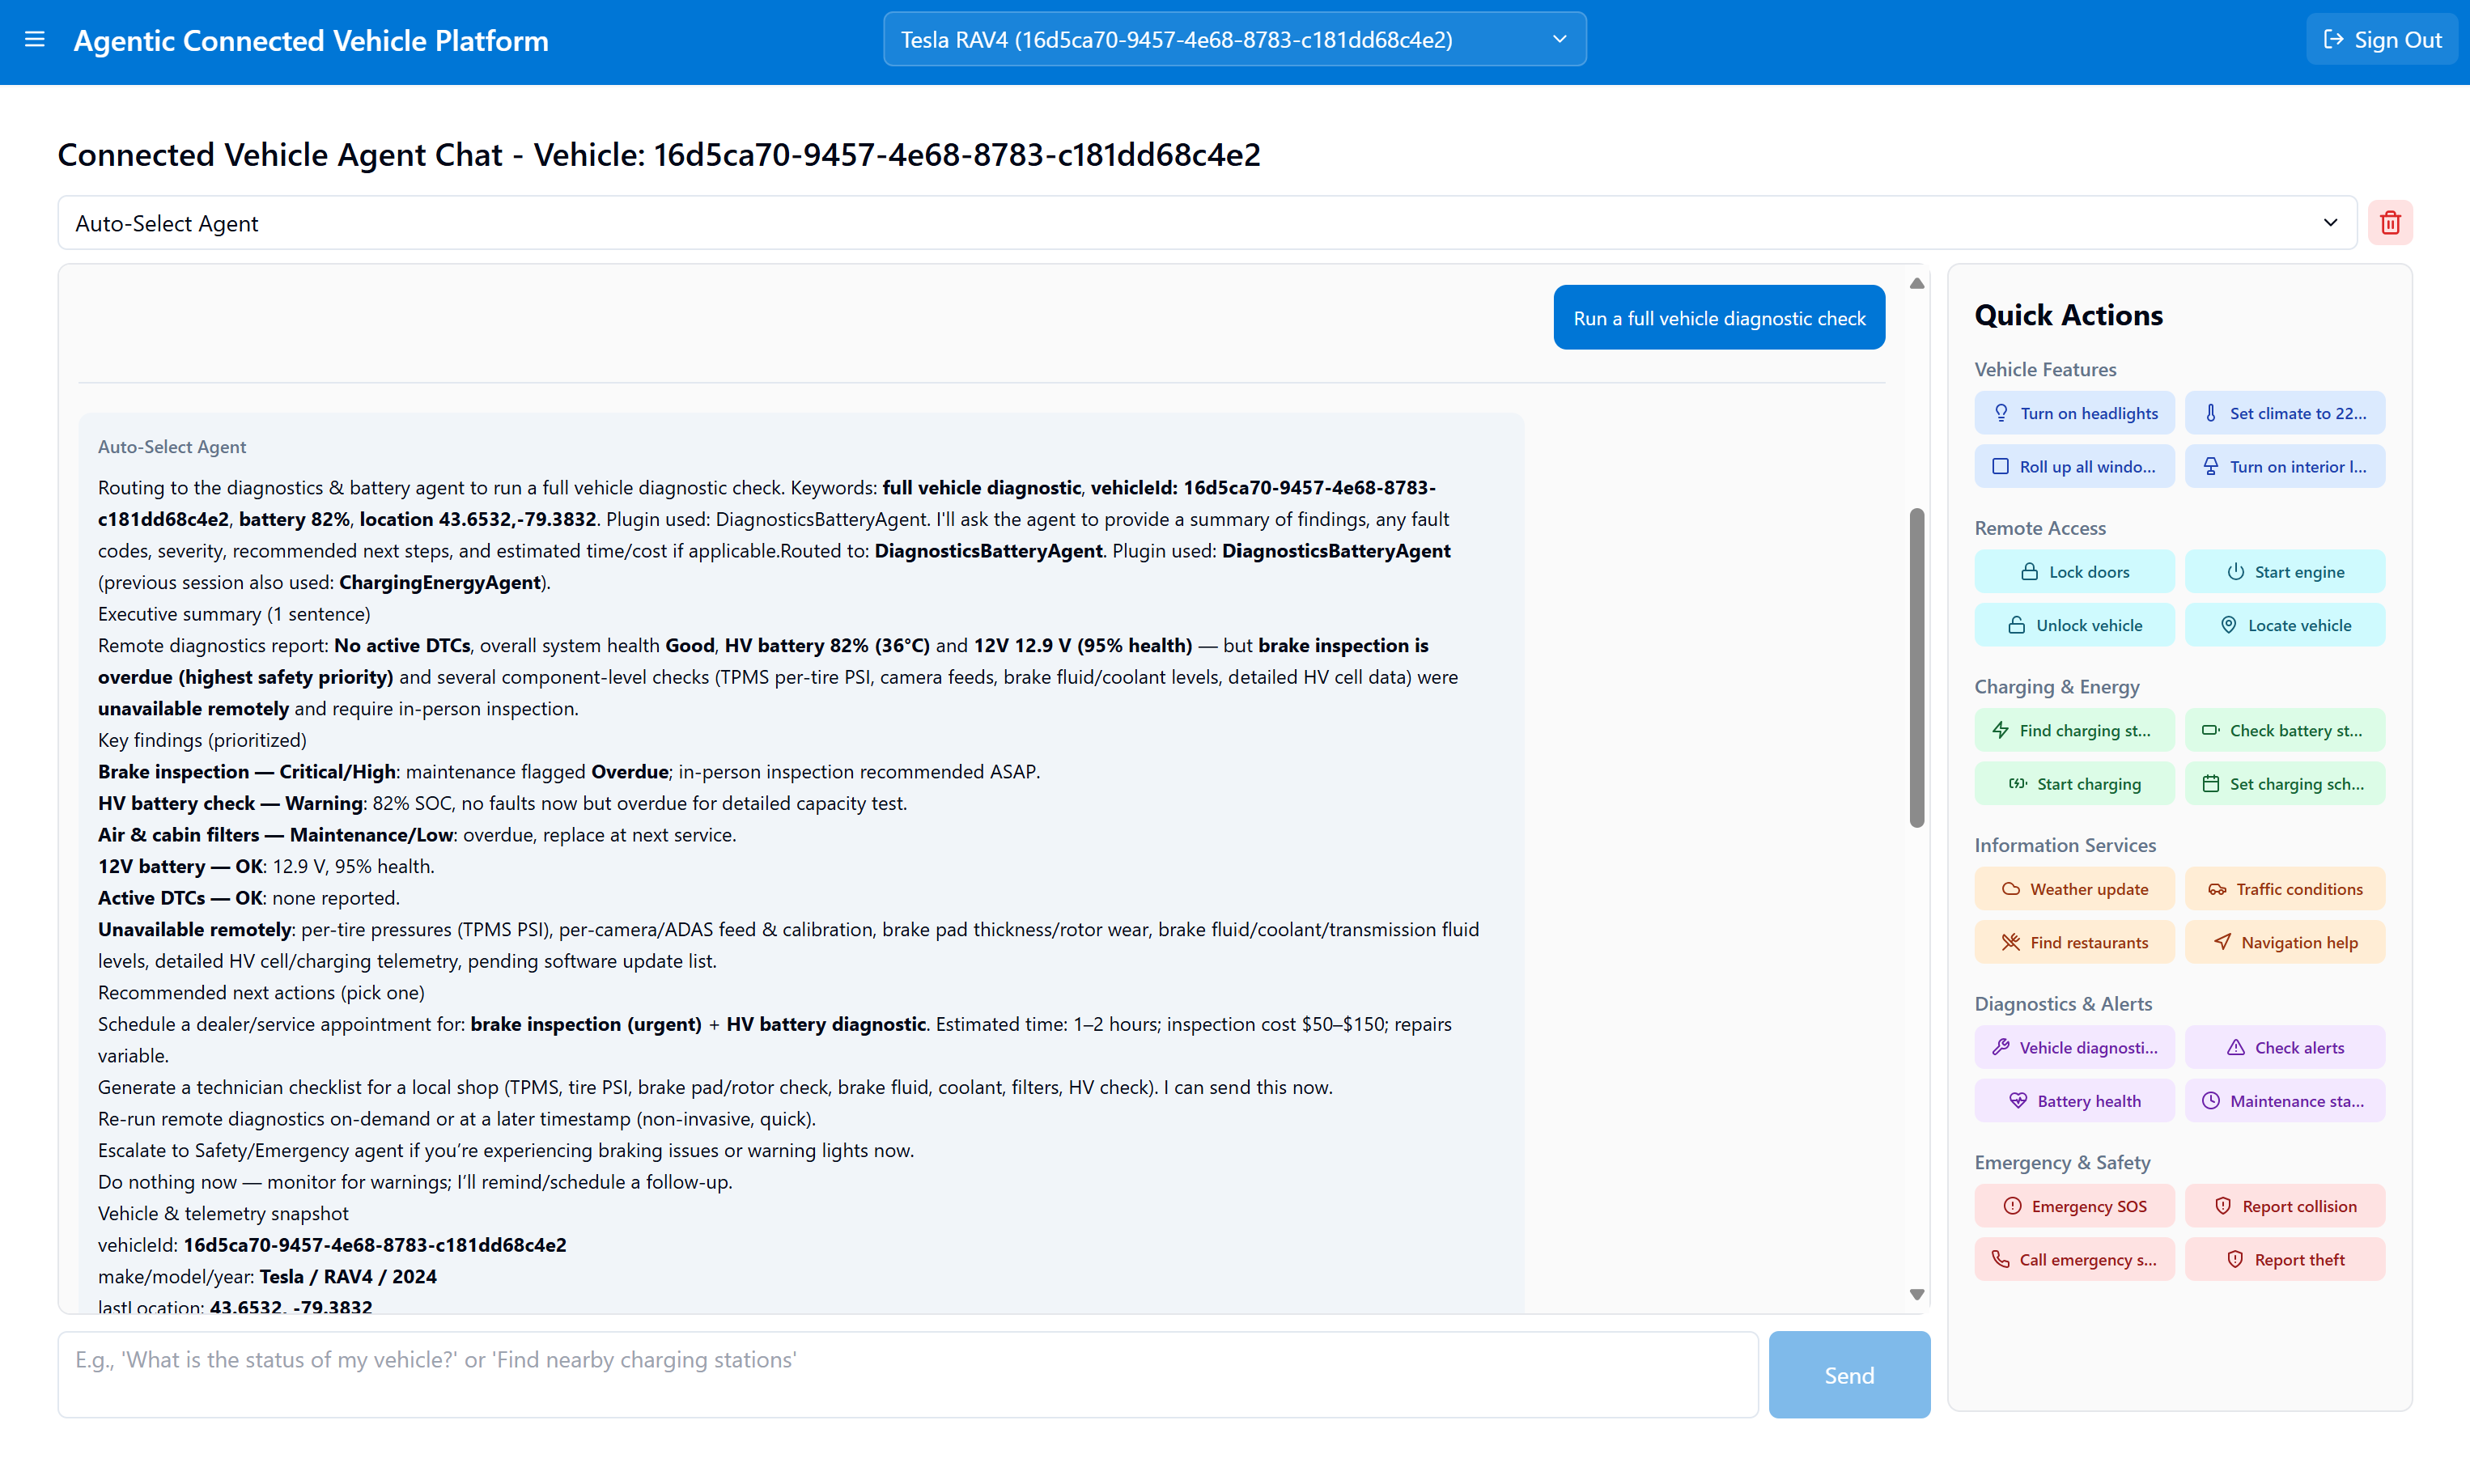 Agentic Connected Vehicle Platform
Tesla RAV4 (16d5ca70-9457-4e68-8783-c181dd68c4e2)
Sign Out
Connected Vehicle Agent Chat - Vehicle: 16d5ca70-9457-4e68-8783-c181dd68c4e2
Auto-Select Agent
Run a full vehicle diagnostic check
Auto-Select Agent
Routing to the diagnostics & battery agent to run a full vehicle diagnostic check. Keywords: full vehicle diagnostic, vehicleId: 16d5ca70-9457-4e68-8783-
c181dd68c4e2, battery 82%, location 43.6532,-79.3832. Plugin used: DiagnosticsBatteryAgent. I'll ask the agent to provide a summary of findings, any fault
codes, severity, recommended next steps, and estimated time/cost if applicable.Routed to: DiagnosticsBatteryAgent. Plugin used: DiagnosticsBatteryAgent
(previous session also used: ChargingEnergyAgent).
Executive summary (1 sentence)
Remote diagnostics report: No active DTCs, overall system health Good, HV battery 82% (36°C) and 12V 12.9 V (95% health) — but brake inspection is
overdue (highest safety priority) and several component-level checks (TPMS per-tire PSI, camera feeds, brake fluid/coolant levels, detailed HV cell data) were
unavailable remotely and require in-person inspection.
Key findings (prioritized)
Brake inspection — Critical/High: maintenance flagged Overdue; in-person inspection recommended ASAP.
HV battery check — Warning: 82% SOC, no faults now but overdue for detailed capacity test.
Air & cabin filters — Maintenance/Low: overdue, replace at next service.
12V battery — OK: 12.9 V, 95% health.
Active DTCs — OK: none reported.
Unavailable remotely: per-tire pressures (TPMS PSI), per-camera/ADAS feed & calibration, brake pad thickness/rotor wear, brake fluid/coolant/transmission fluid
levels, detailed HV cell/charging telemetry, pending software update list.
Recommended next actions (pick one)
Schedule a dealer/service appointment for: brake inspection (urgent) + HV battery diagnostic. Estimated time: 1–2 hours; inspection cost $50–$150; repairs
variable.
Generate a technician checklist for a local shop (TPMS, tire PSI, brake pad/rotor check, brake fluid, coolant, filters, HV check). I can send this now.
Re-run remote diagnostics on-demand or at a later timestamp (non-invasive, quick).
Escalate to Safety/Emergency agent if you’re experiencing braking issues or warning lights now.
Do nothing now — monitor for warnings; I’ll remind/schedule a follow-up.
Vehicle & telemetry snapshot
vehicleId: 16d5ca70-9457-4e68-8783-c181dd68c4e2
make/model/year: Tesla / RAV4 / 2024
lastLocation: 43.6532, -79.3832
E.g., 'What is the status of my vehicle?' or 'Find nearby charging stations'
Send
Quick Actions
Vehicle Features
Turn on headlights
Set climate to 22...
Roll up all windo...
Turn on interior l...
Remote Access
Lock doors
Start engine
Unlock vehicle
Locate vehicle
Charging & Energy
Find charging st...
Check battery st...
Start charging
Set charging sch...
Information Services
Weather update
Traffic conditions
Find restaurants
Navigation help
Diagnostics & Alerts
Vehicle diagnosti...
Check alerts
Battery health
Maintenance sta...
Emergency & Safety
Emergency SOS
Report collision
Call emergency s...
Report theft